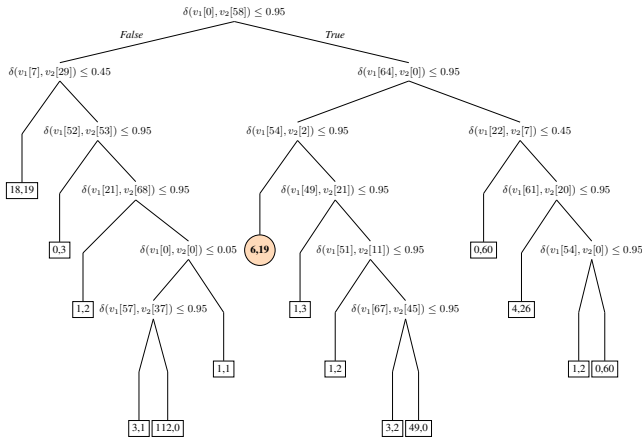 δ(v₁[0], v₂[58]) ≤ 0.95
False True
δ(v₁[7], v₂[29]) ≤ 0.45 δ(v₁[64], v₂[0]) ≤ 0.95
δ(v₁[52], v₂[53]) ≤ 0.95 δ(v₁[54], v₂[2]) ≤ 0.95 δ(v₁[22], v₂[7]) ≤ 0.45
18,19 δ(v₁[21], v₂[68]) ≤ 0.95 δ(v₁[49], v₂[21]) ≤ 0.95 δ(v₁[61], v₂[20]) ≤ 0.95
0,3 δ(v₁[0], v₂[0]) ≤ 0.05 6,19 δ(v₁[51], v₂[11]) ≤ 0.95 0,60 δ(v₁[54], v₂[0]) ≤ 0.95
1,2 δ(v₁[57], v₂[37]) ≤ 0.95 1,3 δ(v₁[67], v₂[45]) ≤ 0.95 4,26
1,1 1,2 1,2 0,60
3,1 112,0 3,2 49,0